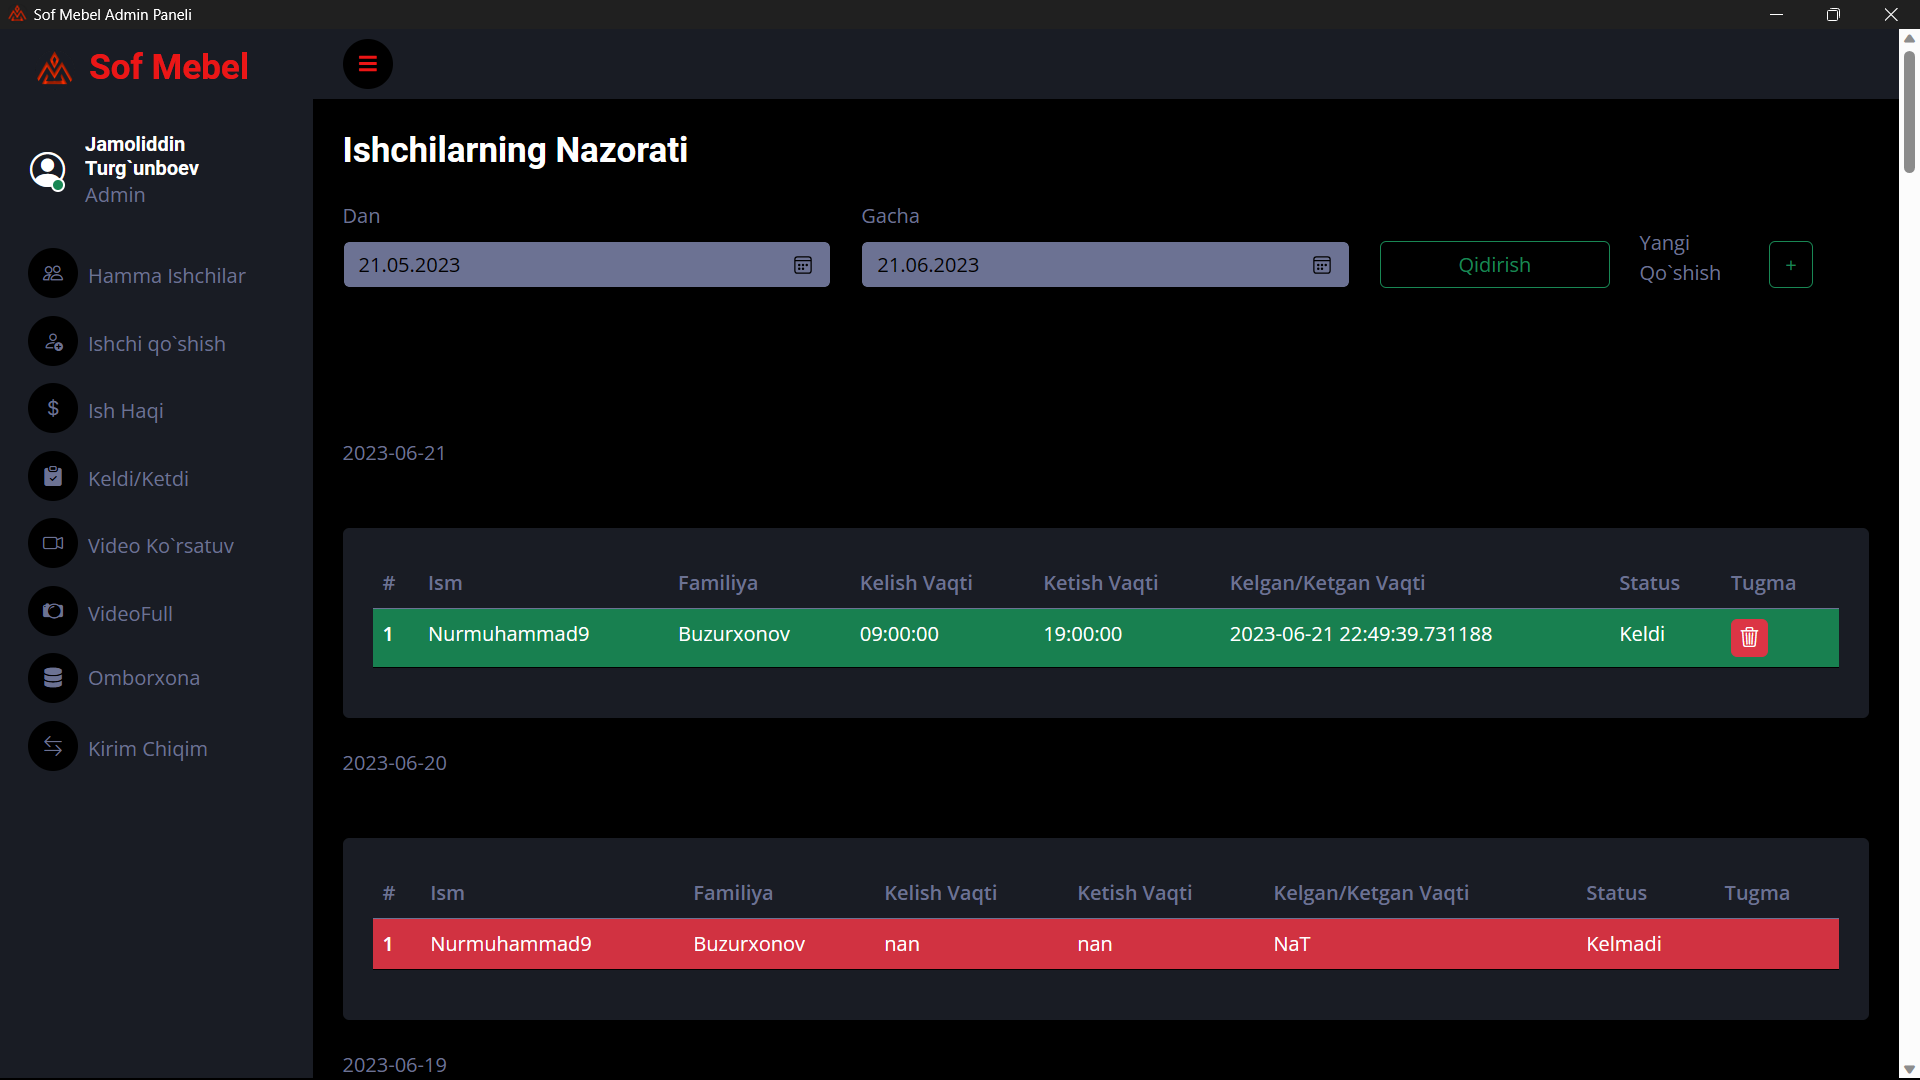 Sof Mebel Admin Paneli
Sof Mebel
Jamoliddin
Turg`unboev
Admin
Hamma Ishchilar
Ishchi qo`shish
Ish Haqi
Keldi/Ketdi
Video Ko`rsatuv
VideoFull
Omborxona
Kirim Chiqim
Ishchilarning Nazorati
Dan
Gacha
21.05.2023
21.06.2023
Qidirish
Yangi
Qo`shish
+
2023-06-21
# Ism Familiya Kelish Vaqti Ketish Vaqti Kelgan/Ketgan Vaqti Status Tugma
1 Nurmuhammad9 Buzurxonov 09:00:00 19:00:00 2023-06-21 22:49:39.731188 Keldi
2023-06-20
# Ism Familiya Kelish Vaqti Ketish Vaqti Kelgan/Ketgan Vaqti Status Tugma
1 Nurmuhammad9 Buzurxonov nan nan NaT Kelmadi
2023-06-19